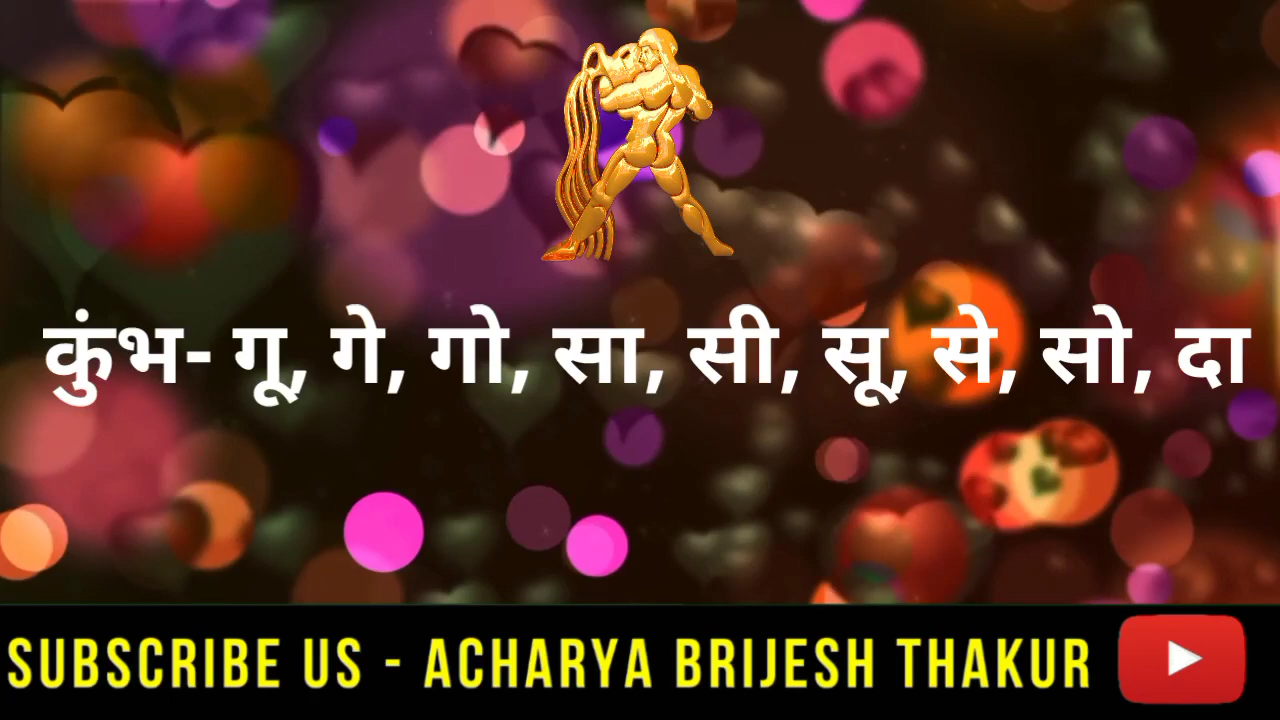 कुंभ- गू, गे, गो, सा, सी, सू, से, सो, दा
SUBSCRIBE US - ACHARYA BRIJESH THAKUR